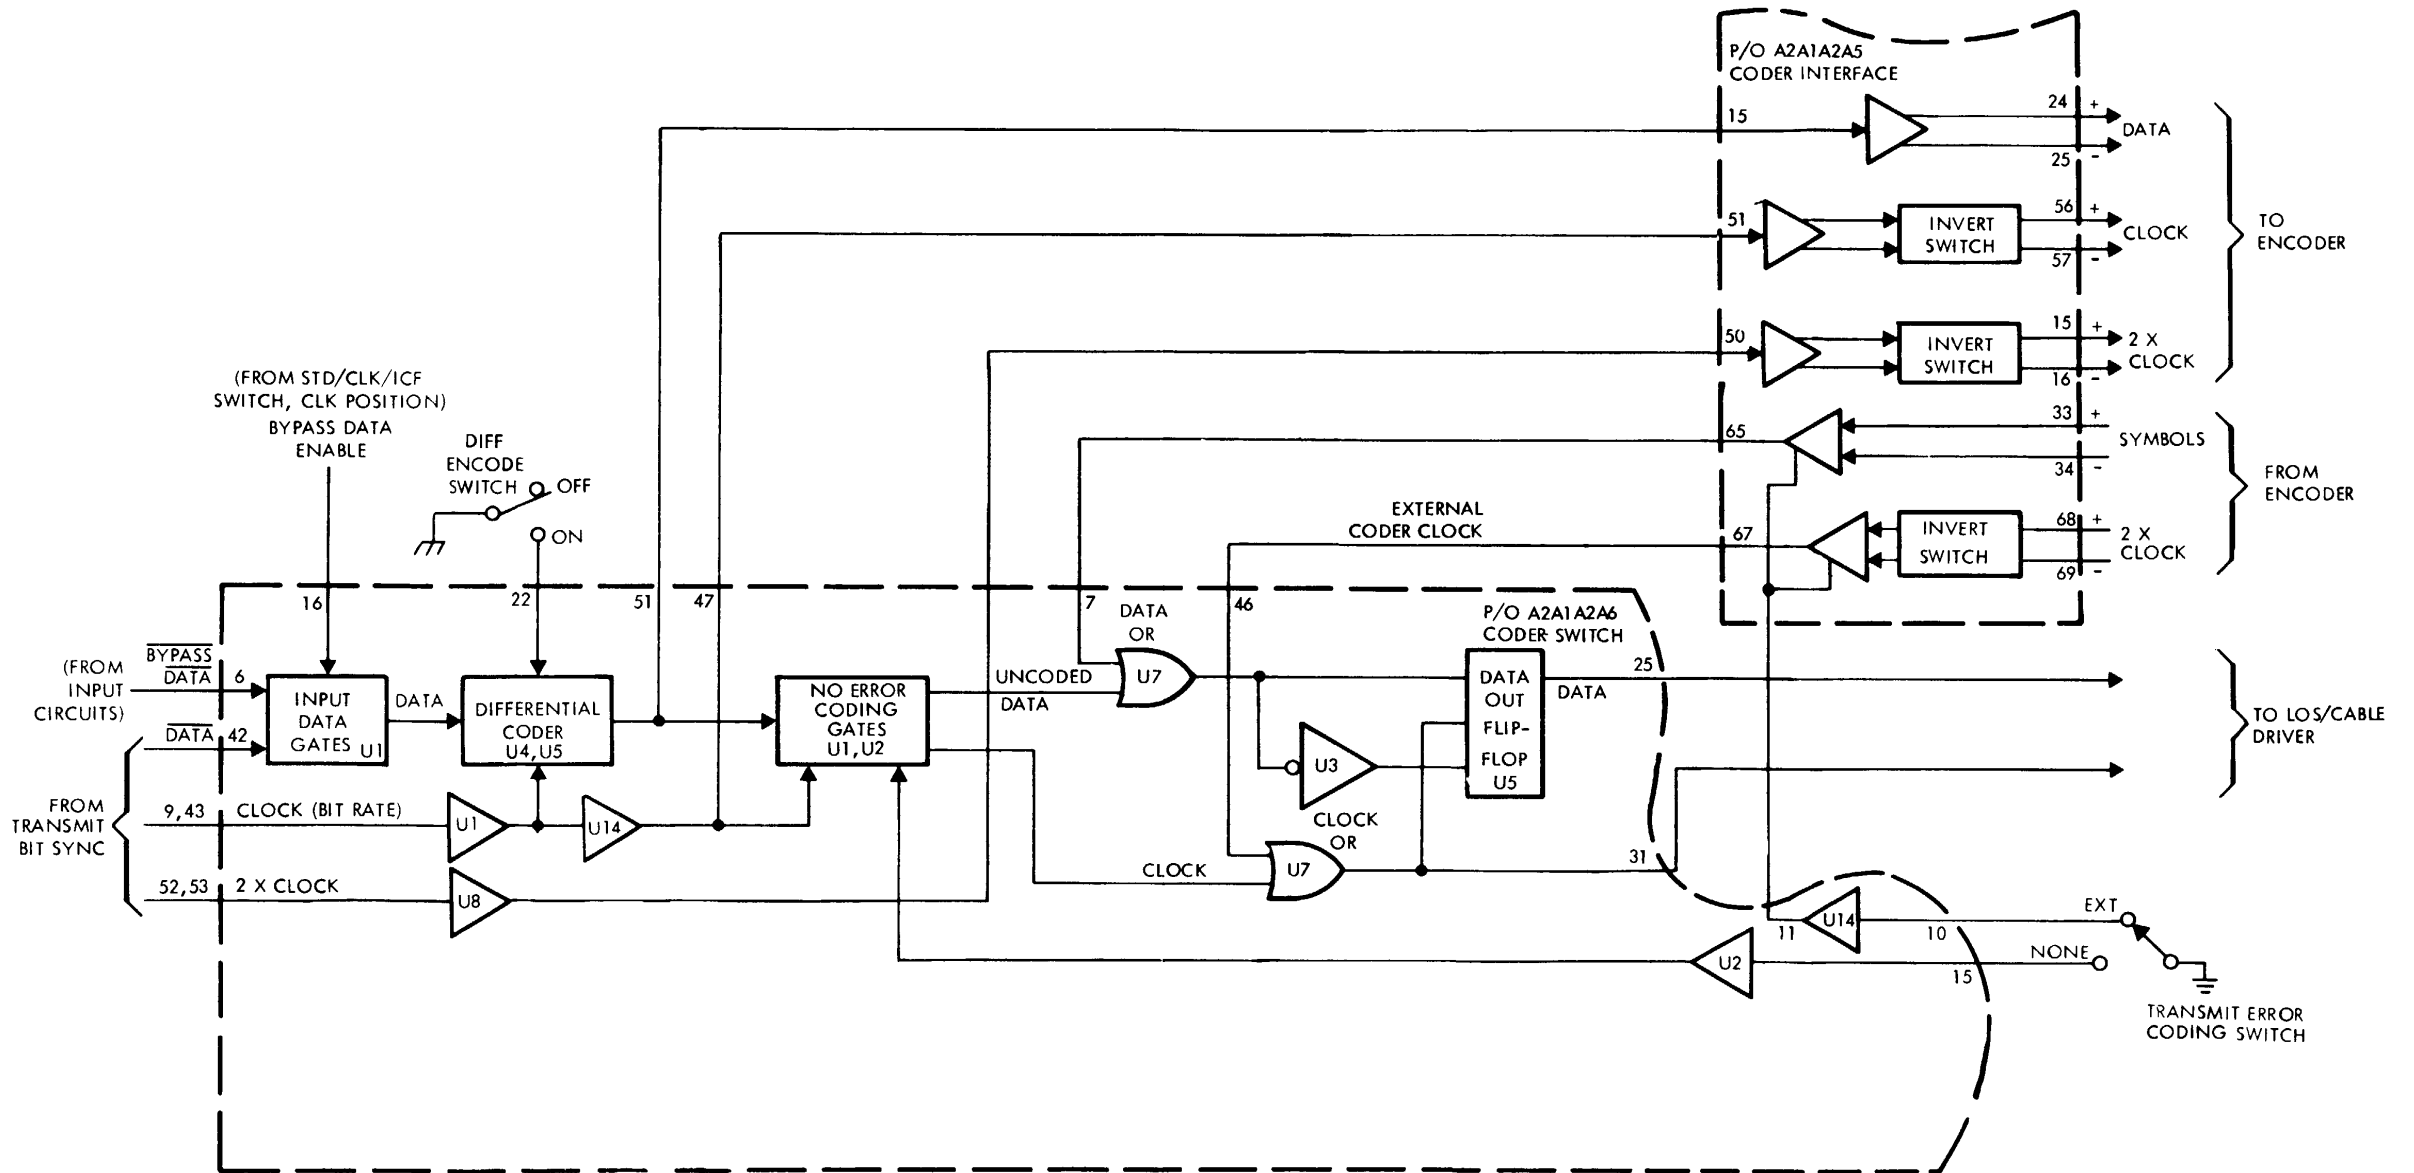 P/O A2A1A2A5
CODER INTERFACE
15
24 +
DATA
25 -
51
INVERT
SWITCH
56 +
CLOCK
57 -
TO
ENCODER
50
INVERT
SWITCH
15 +
2 X
CLOCK
16 -
65
33 +
SYMBOLS
34 -
FROM
ENCODER
EXTERNAL
CODER CLOCK
67
INVERT
SWITCH
68 +
2 X
CLOCK
69 -
(FROM STD/CLK/ICF
SWITCH, CLK POSITION)
BYPASS DATA
ENABLE
DIFF
ENCODE
SWITCH
OFF
ON
16
22
51
47
7
46
DATA
OR
U7
P/O A2A1A2A6
CODER SWITCH
(FROM
INPUT
CIRCUITS)
BYPASS
DATA
6
DATA
42
INPUT
DATA
GATES U1
DATA
DIFFERENTIAL
CODER
U4,U5
NO ERROR
CODING
GATES
U1,U2
UNCODED
DATA
DATA
OUT
FLIP-
FLOP
U5
25
DATA
TO LOS/CABLE
DRIVER
U3
FROM
TRANSMIT
BIT SYNC
9,43
CLOCK (BIT RATE)
U1
U14
52,53
2 X CLOCK
U8
CLOCK
OR
CLOCK
U7
31
11
U14
10
EXT
U2
15
NONE
TRANSMIT ERROR
CODING SWITCH